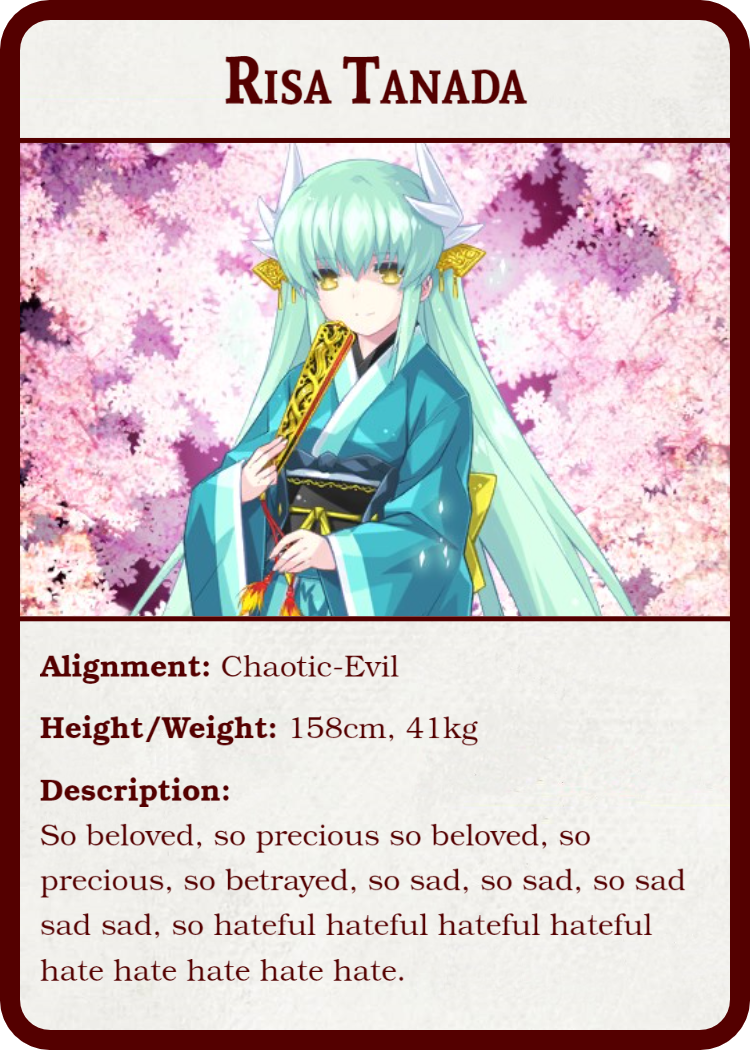 Risa Tanada
Alignment: Chaotic-Evil
Height/Weight: 158cm, 41kg
Description:
So beloved, so precious so beloved, so
precious, so betrayed, so sad, so sad, so sad
sad sad, so hateful hateful hateful hateful
hate hate hate hate hate.